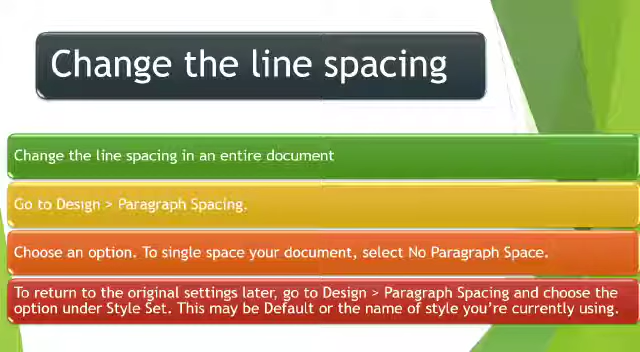 Change the line spacing
Change the line spacing in an entire document
Go to Design > Paragraph Spacing.
Choose an option. To single space your document, select No Paragraph Space.
To return to the original settings later, go to Design > Paragraph Spacing and choose the
option under Style Set. This may be Default or the name of style you’re currently using.